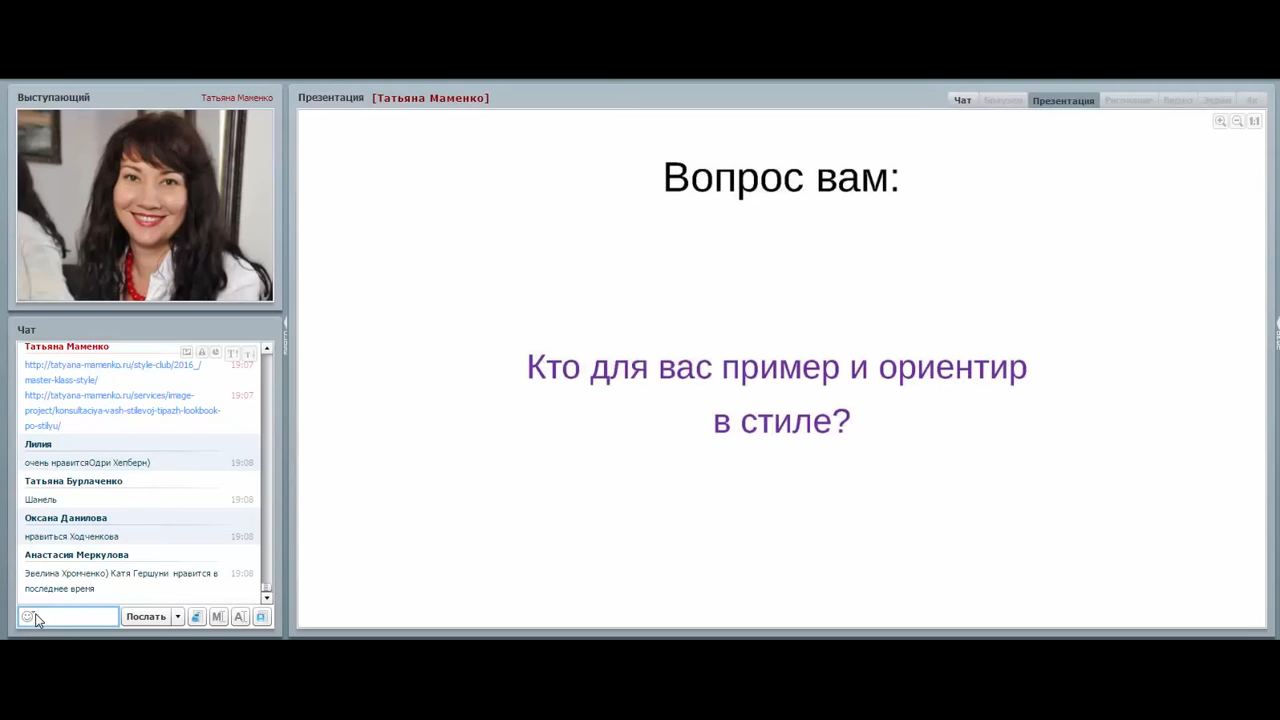 Выступающий
Татьяна Маменко
Презентация [Татьяна Маменко]
Чат
Презентация
1:1
Вопрос вам:
Кто для вас пример и ориентир
в стиле?
Чат
Татьяна Маменко
http://tatyana-mamenko.ru/style-club/2016_/ 19:07
master-klass-style/
http://tatyana-mamenko.ru/services/image- 19:07
project/konsultaciya-vash-stilevoj-tipazh-lookbook-
po-stilyu/
Лилия
очень нравитсяОдри Хепберн) 19:08
Татьяна Бурлаченко
Шанель 19:08
Оксана Данилова
нравиться Ходченкова 19:08
Анастасия Меркулова
Эвелина Хромченко) Катя Гершуни нравится в 19:08
последнее время
Послать